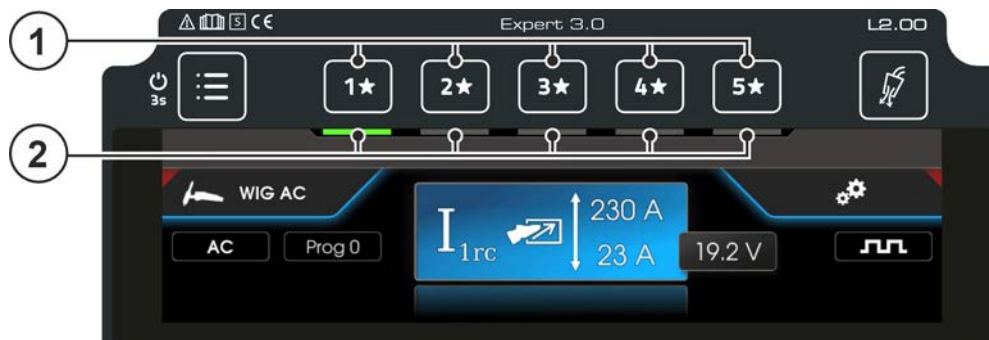 S CE Expert 3.0 L2.00
1
3s 1★ 2★ 3★ 4★ 5★
2
WIG AC
230 A
AC Prog 0 I1rc 23 A 19.2 V